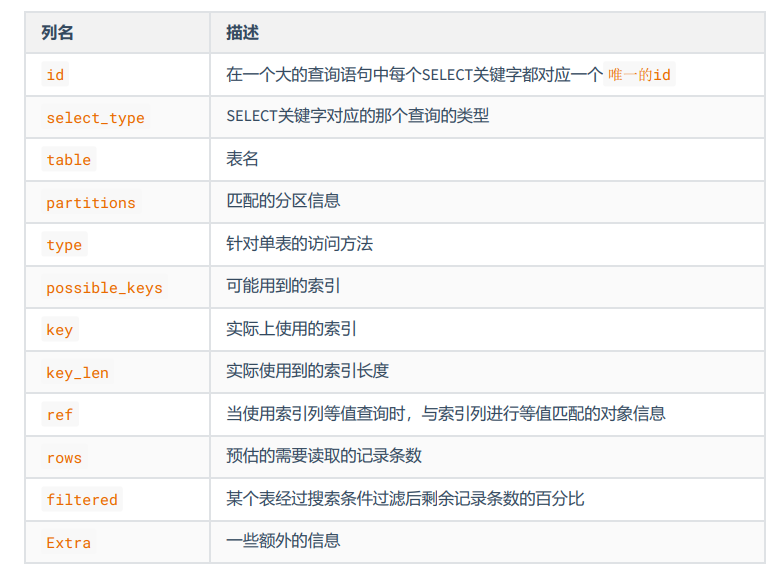 列名 描述
id 在一个大的查询语句中每个SELECT关键字都对应一个 唯一的id
select_type SELECT关键字对应的那个查询的类型
table 表名
partitions 匹配的分区信息
type 针对单表的访问方法
possible_keys 可能用到的索引
key 实际上使用的索引
key_len 实际使用到的索引长度
ref 当使用索引列等值查询时，与索引列进行等值匹配的对象信息
rows 预估的需要读取的记录条数
filtered 某个表经过搜索条件过滤后剩余记录条数的百分比
Extra 一些额外的信息